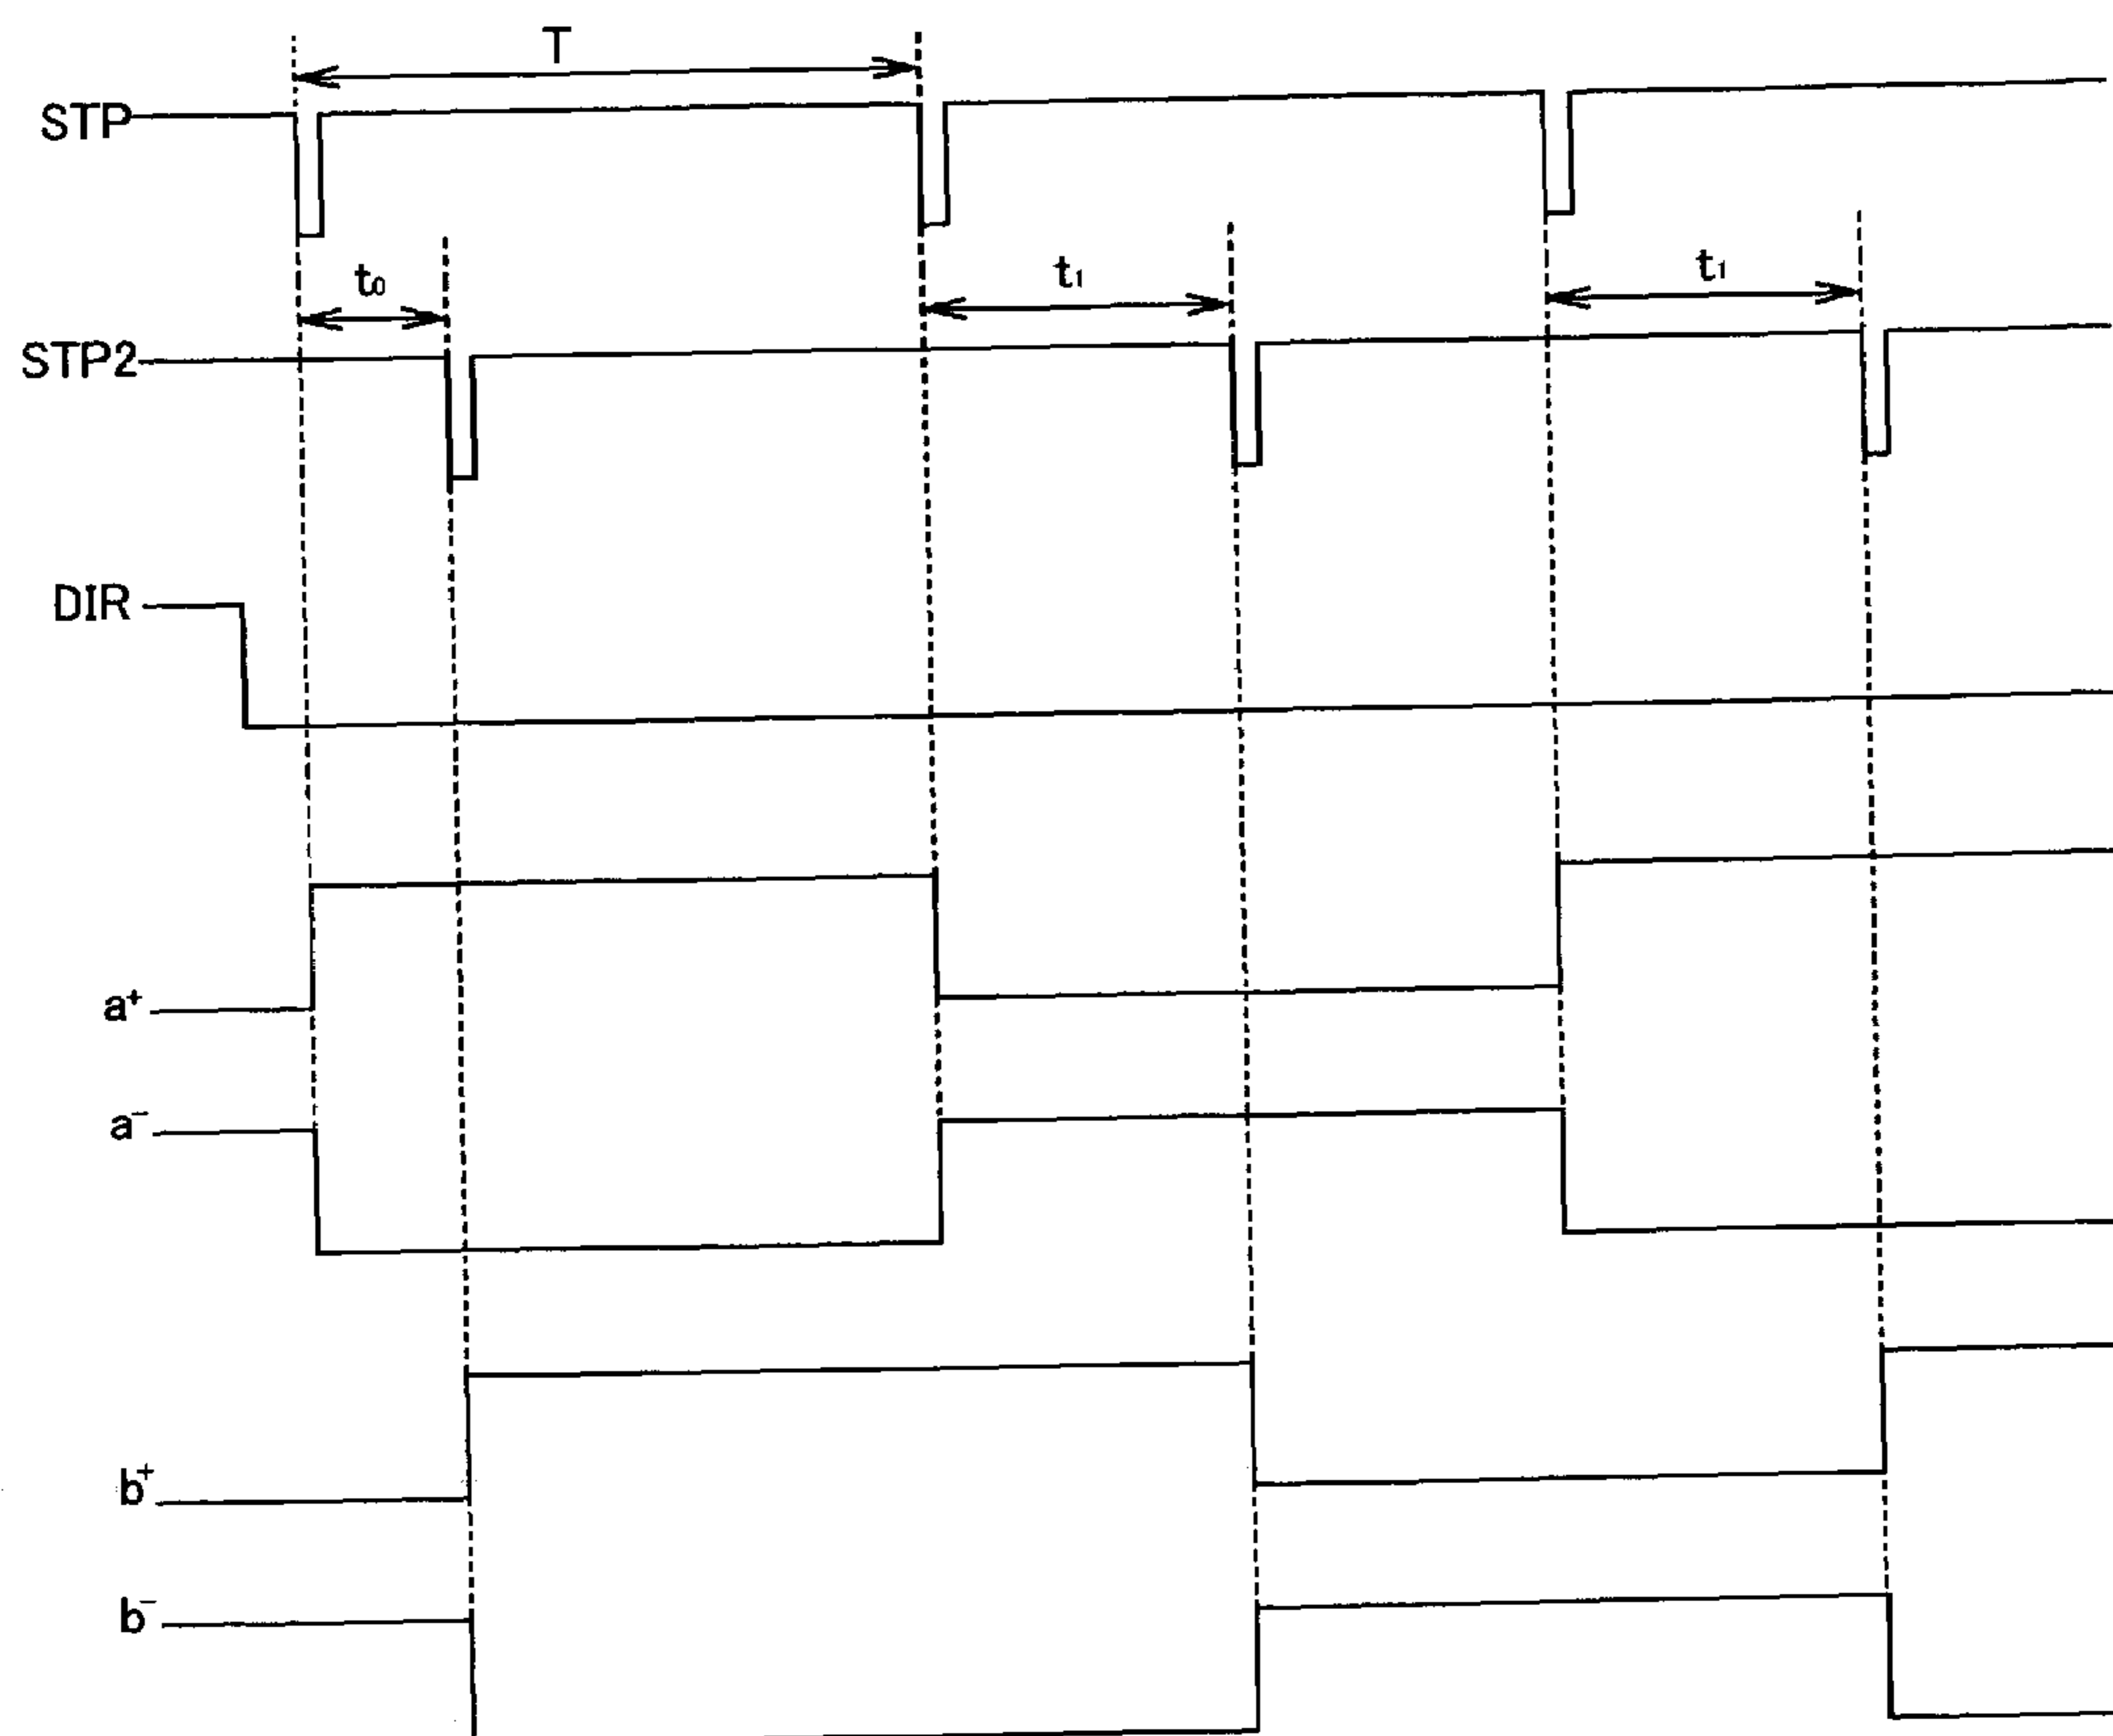 T
STP
t₀ t₁ t₁
STP2
DIR
a⁺
a⁻
b⁺
b⁻